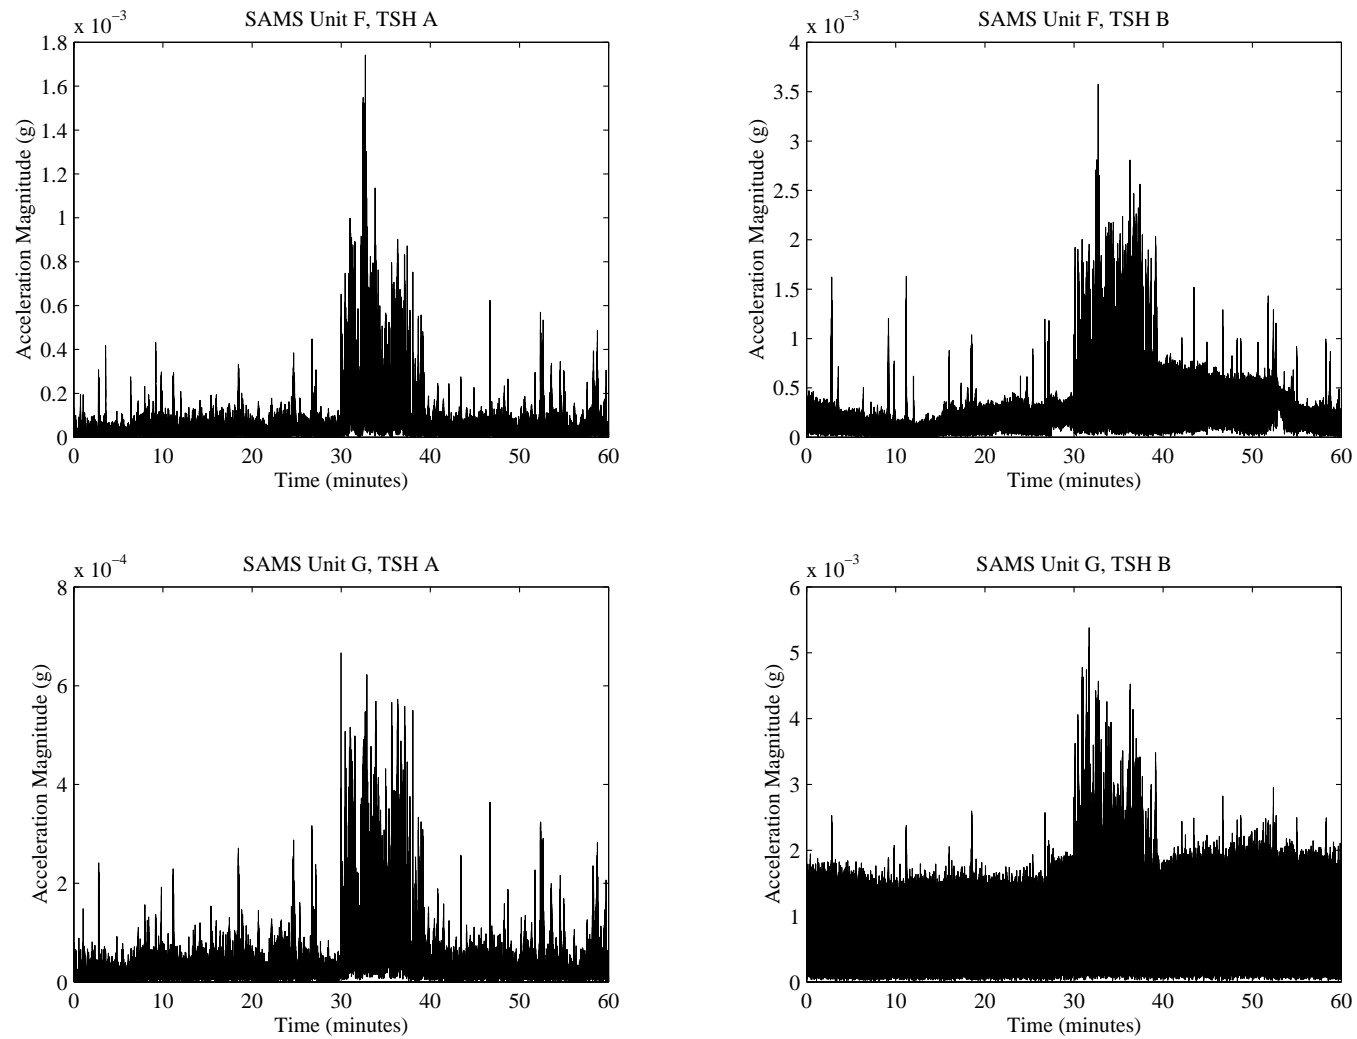 SAMS Unit F, TSH A
x 10⁻³
1.8
1.6
1.4
1.2
1
0.8
0.6
0.4
0.2
0
Acceleration Magnitude (g)
0 10 20 30 40 50 60
Time (minutes)
SAMS Unit F, TSH B
x 10⁻³
4
3.5
3
2.5
2
1.5
1
0.5
0
Acceleration Magnitude (g)
0 10 20 30 40 50 60
Time (minutes)
SAMS Unit G, TSH A
x 10⁻⁴
8
6
4
2
0
Acceleration Magnitude (g)
0 10 20 30 40 50 60
Time (minutes)
SAMS Unit G, TSH B
x 10⁻³
6
5
4
3
2
1
0
Acceleration Magnitude (g)
0 10 20 30 40 50 60
Time (minutes)